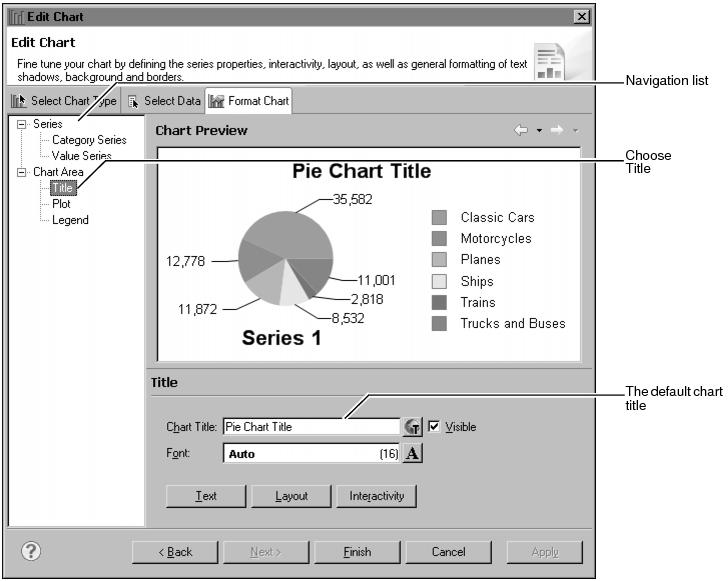 Edit Chart
Edit Chart
Fine tune your chart by defining the series properties, interactivity, layout, as well as general formatting of text
shadows, background and borders.
Navigation list
Select Chart Type
Select Data
Format Chart
Series
Category Series
Value Series
Chart Area
Title
Plot
Legend
Chart Preview
Choose
Title
Pie Chart Title
35,582
12,778
11,872
11,001
2,818
8,532
Series 1
Classic Cars
Motorcycles
Planes
Ships
Trains
Trucks and Buses
Title
The default chart
title
Chart Title: Pie Chart Title
Visible
Font: Auto (16) A
Text
Layout
Interactivity
? < Back
Next >
Finish
Cancel
Apply